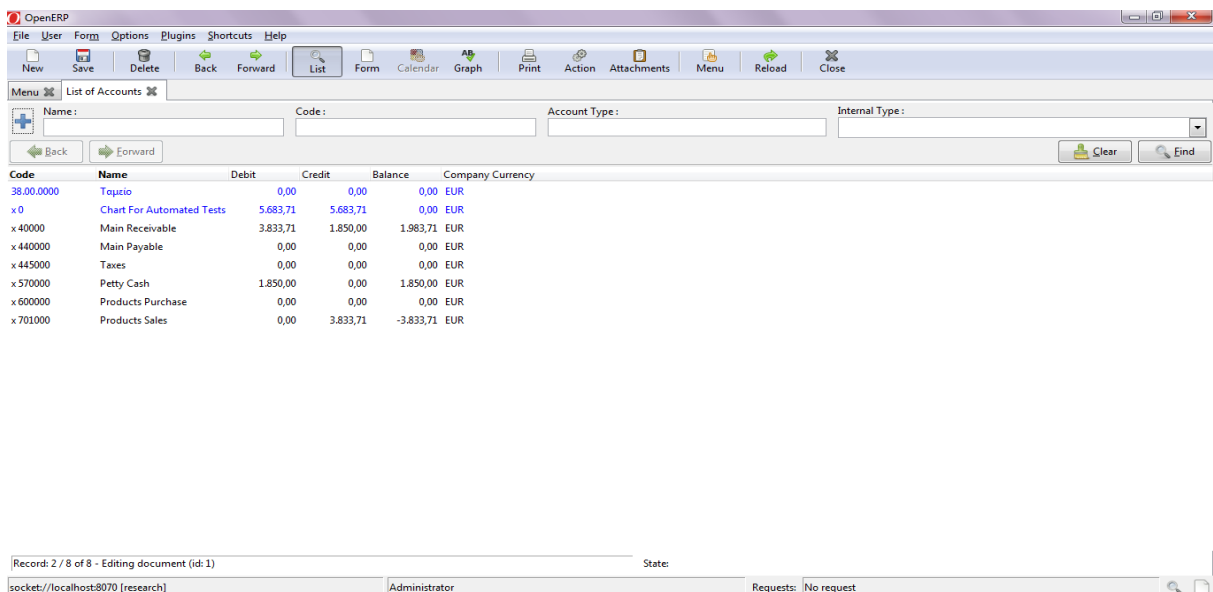 OpenERP
File User Form Options Plugins Shortcuts Help
New Save Delete Back Forward List Form Calendar Graph Print Action Attachments Menu Reload Close
Menu List of Accounts
Name : Code : Account Type : Internal Type :
Back Forward Clear Find
Code Name Debit Credit Balance Company Currency
38.00.0000 Ταμείο 0,00 0,00 0,00 EUR
x 0 Chart For Automated Tests 5.683,71 5.683,71 0,00 EUR
x 40000 Main Receivable 3.833,71 1.850,00 1.983,71 EUR
x 440000 Main Payable 0,00 0,00 0,00 EUR
x 445000 Taxes 0,00 0,00 0,00 EUR
x 570000 Petty Cash 1.850,00 0,00 1.850,00 EUR
x 600000 Products Purchase 0,00 0,00 0,00 EUR
x 701000 Products Sales 0,00 3.833,71 -3.833,71 EUR
Record: 2 / 8 of 8 - Editing document (id: 1) State:
socket://localhost:8070 [research] Administrator Requests: No request